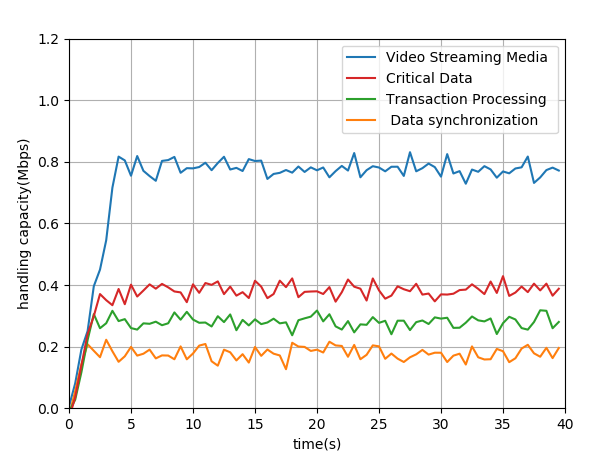 1.2
1.0
0.8
0.6
0.4
0.2
0.0
handling capacity(Mbps)
Video Streaming Media
Critical Data
Transaction Processing
Data synchronization
0 5 10 15 20 25 30 35 40
time(s)